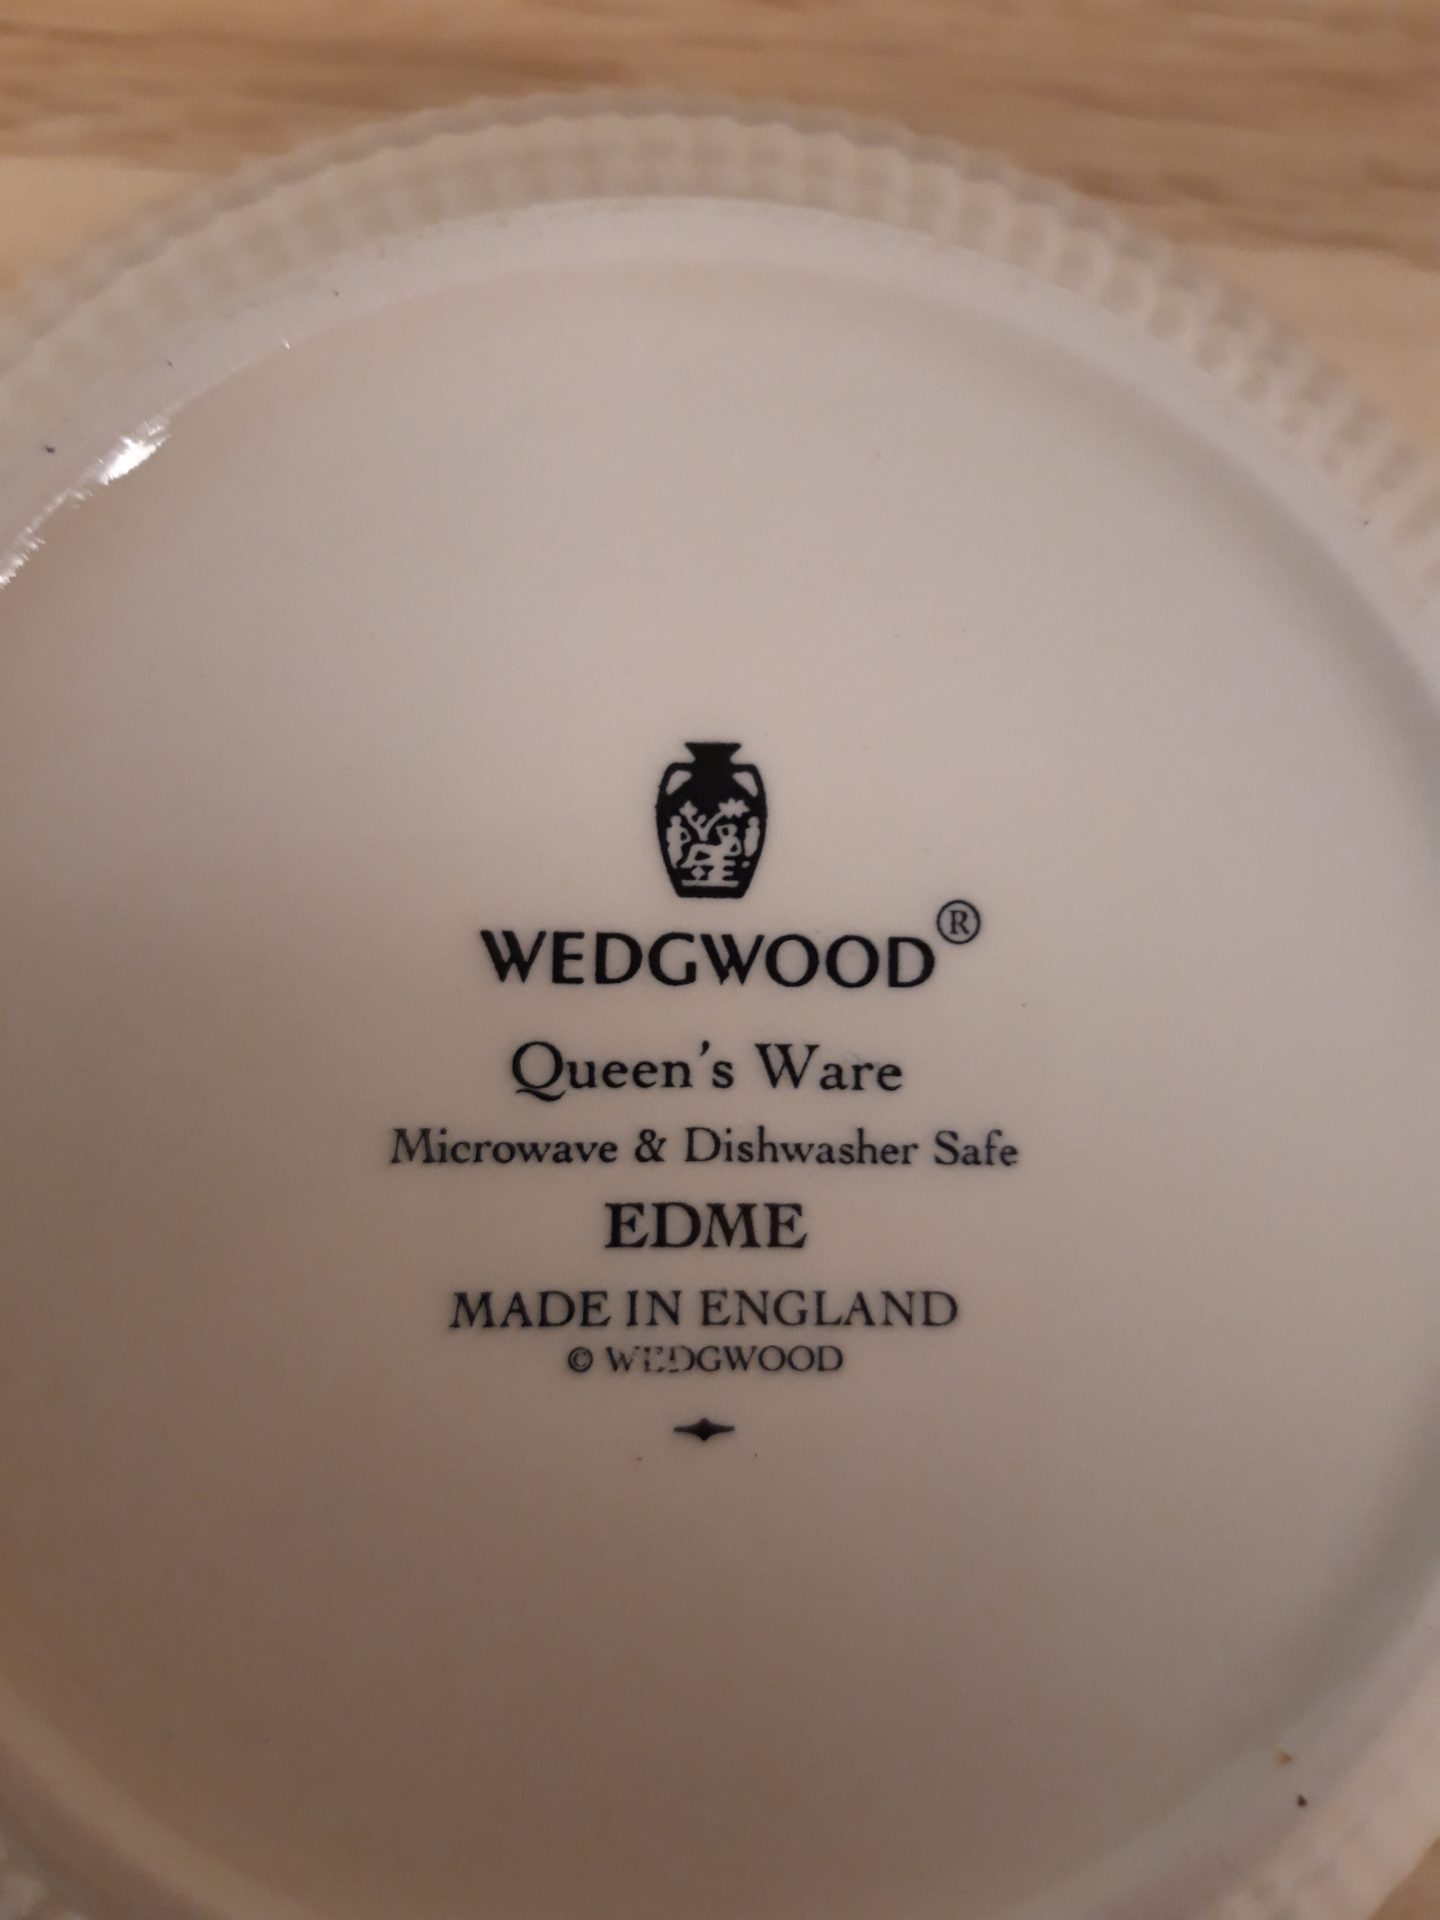 WEDGWOOD®
Queen's Ware
Microwave & Dishwasher Safe
EDME
MADE IN ENGLAND
© WEDGWOOD